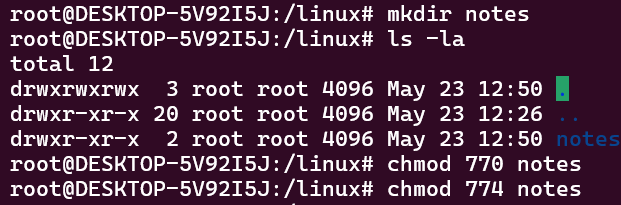 root@DESKTOP-5V92I5J:/linux# mkdir notes
root@DESKTOP-5V92I5J:/linux# ls -la
total 12
drwxrwxrwx  3 root root 4096 May 23 12:50 .
drwxr-xr-x 20 root root 4096 May 23 12:26 ..
drwxr-xr-x  2 root root 4096 May 23 12:50 notes
root@DESKTOP-5V92I5J:/linux# chmod 770 notes
root@DESKTOP-5V92I5J:/linux# chmod 774 notes